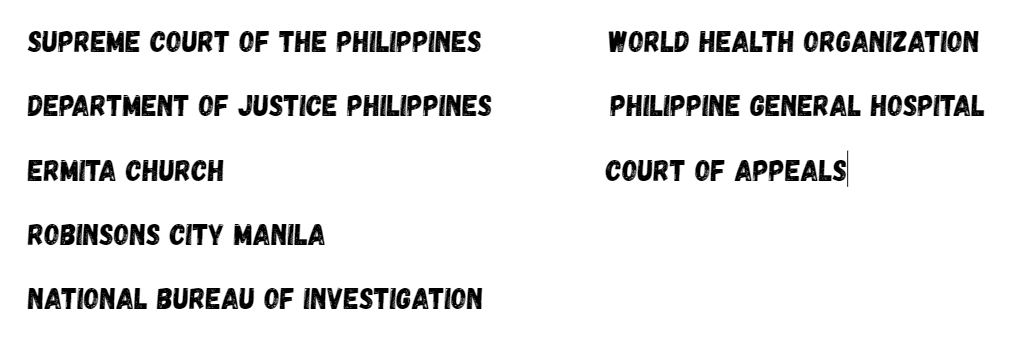 SUPREME COURT OF THE PHILIPPINES
DEPARTMENT OF JUSTICE PHILIPPINES
ERMITA CHURCH
ROBINSONS CITY MANILA
NATIONAL BUREAU OF INVESTIGATION
WORLD HEALTH ORGANIZATION
PHILIPPINE GENERAL HOSPITAL
COURT OF APPEALS